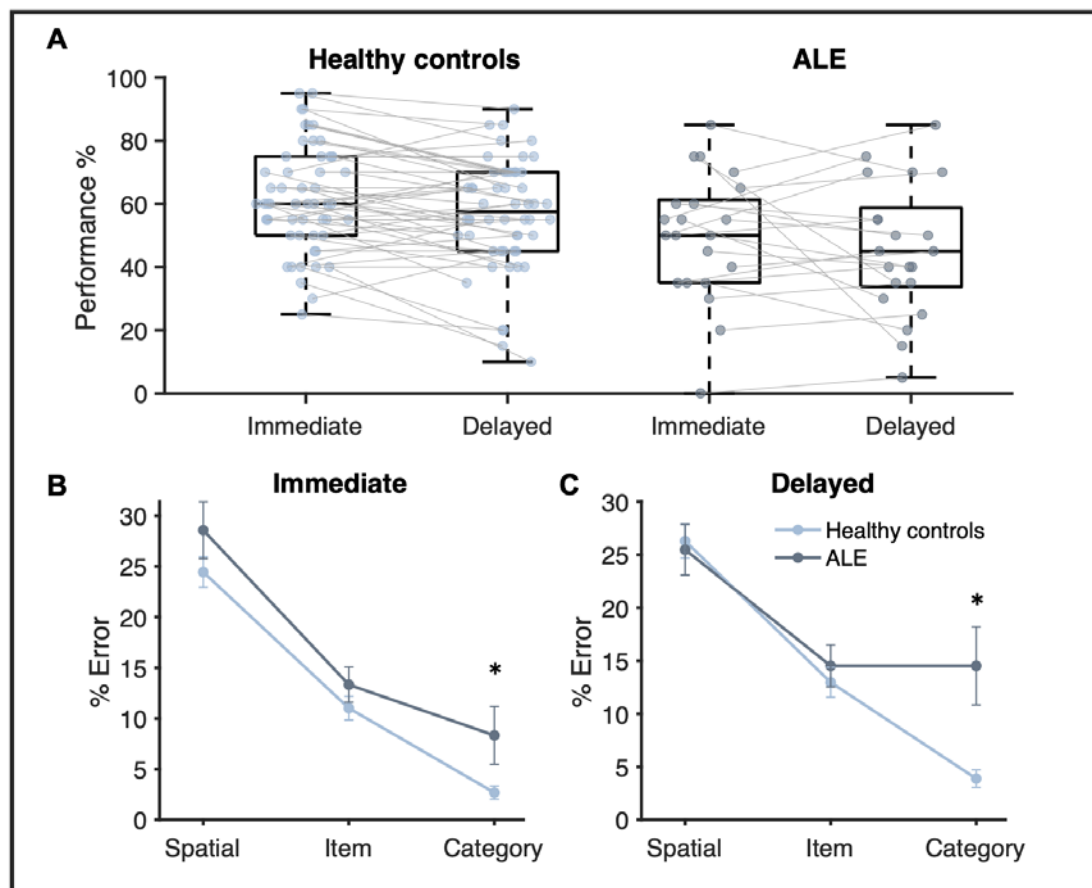 A
Healthy controls ALE
Performance %
100
80
60
40
20
0
Immediate Delayed Immediate Delayed
B Immediate
% Error
30
25
20
15
10
5
0
*
Spatial Item Category
C Delayed
% Error
30
25
20
15
10
5
0
Healthy controls
ALE
*
Spatial Item Category